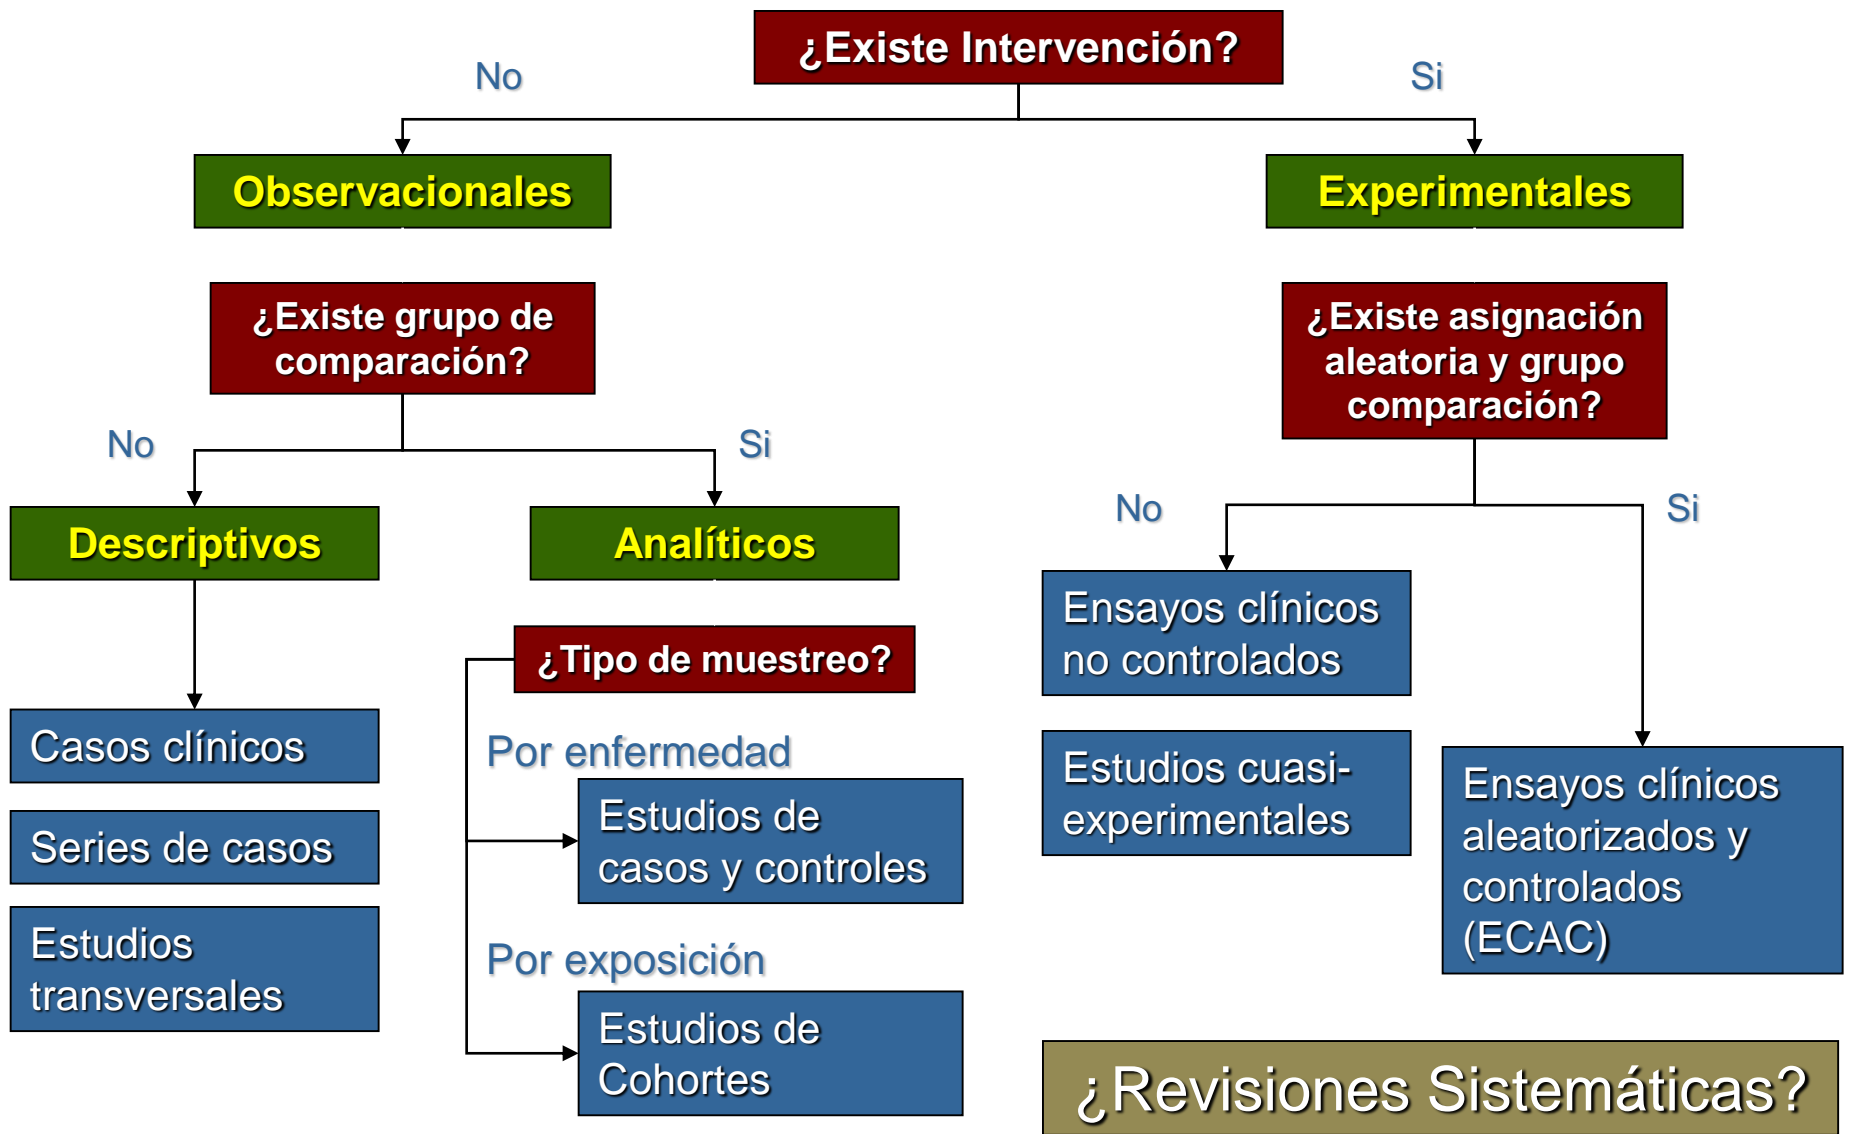 ¿Existe Intervención?
No
Si
Observacionales
Experimentales
¿Existe grupo de
comparación?
No
Si
Descriptivos
Casos clínicos
Series de casos
Estudios
transversales
Analíticos
¿Tipo de muestreo?
Por enfermedad
Estudios de
casos y controles
Por exposición
Estudios de
Cohortes
¿Existe asignación
aleatoria y grupo
comparación?
No
Si
Ensayos clínicos
no controlados
Estudios cuasi-
experimentales
Ensayos clínicos
aleatorizados y
controlados
(ECAC)
¿Revisiones Sistemáticas?